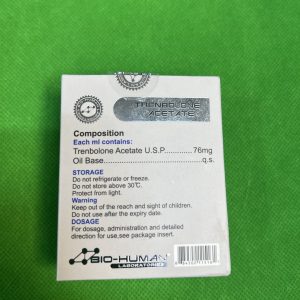 TRENBOLONE
ACETATE
Composition
Each ml contains:
Trenbolone Acetate U.S.P............76mg
Oil Base.........................q.s.
STORAGE
Do not refrigerate or freeze.
Do not store above 30°C.
Protect from light.
Warning
Keep out of the reach and sight of children.
Do not use after the expiry date.
DOSAGE
For dosage, administration and detailed
direction for use, see package insert.
BIO-HUMAN
LABORATORIES